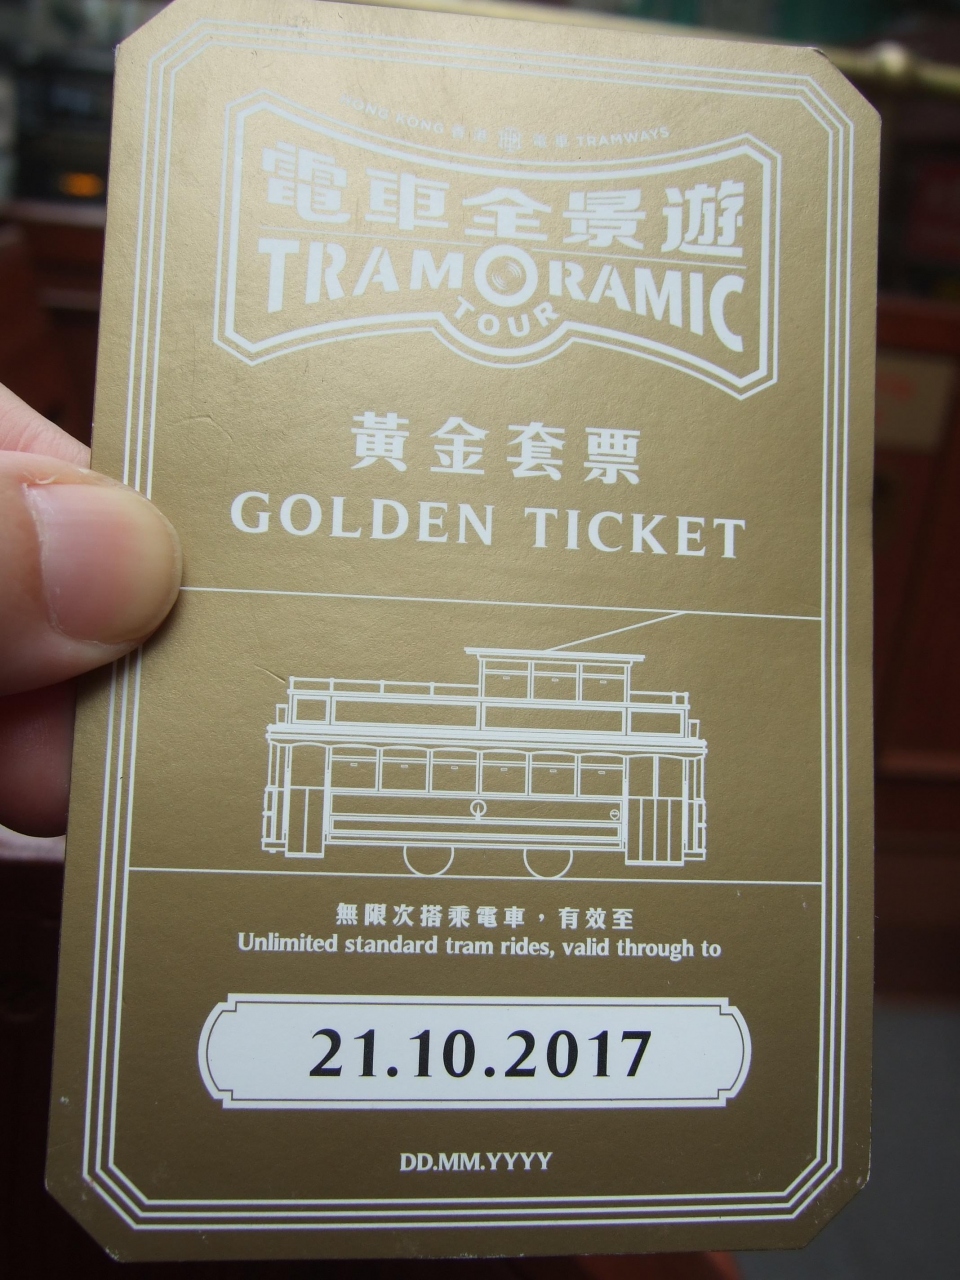 HONG KONG 香港 電車 TRAMWAYS
電車全景遊
TRAMORAMIC
TOUR
黃金套票
GOLDEN TICKET
無限次搭乘電車，有效至
Unlimited standard tram rides, valid through to
21.10.2017
DD.MM.YYYY